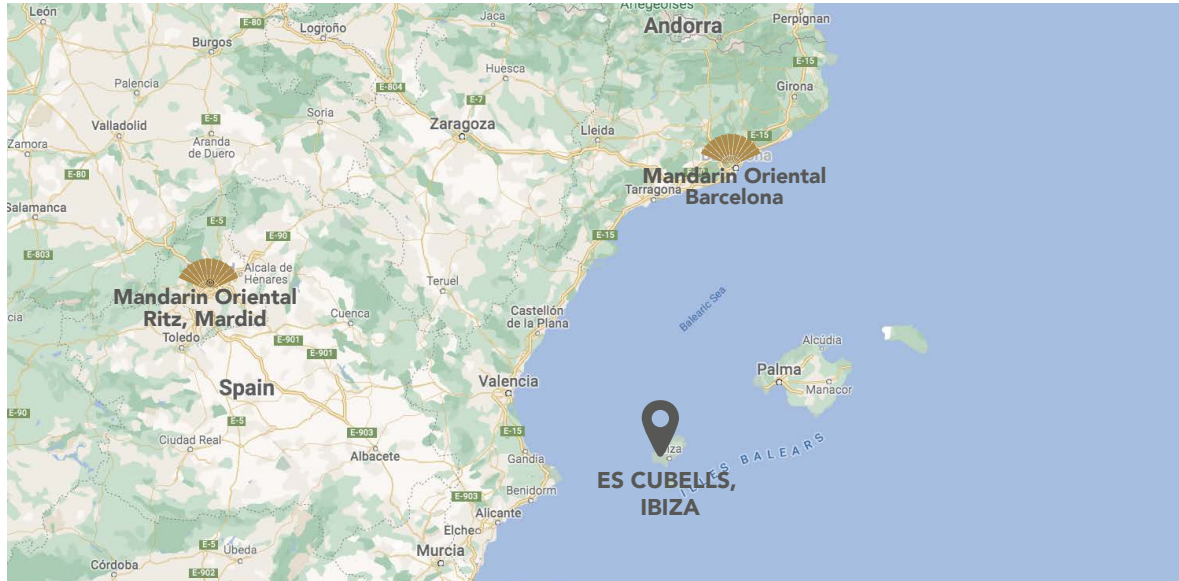 León
E-80
Logroño
Jaca
Andorra
Perpignan
Burgos
E-15
Palencia
Huesca
E-804
E-7
Girona
Valladolid
E-5
Soria
Zaragoza
Lleida
E-15
Zamora
Aranda
de Duero
E-80
Mandarin Oriental
Barcelona
Tarragona
Salamanca
E-5
E-90
E-15
E-803
Alcala de
Henares
Teruel
Mandarin Oriental
Ritz, Mardid
Cuenca
Castellón
de la Plana
Balearic Sea
Toledo
E-901
E-901
Alcúdia
Palma
Manacor
Spain
Valencia
E-90
E-5
E-15
Ciudad Real
E-903
Albacete
Gandia
ILLES BALEARS
ES CUBELLS,
IBIZA
E-903
Benidorm
Alicante
Elche
E-5
Úbeda
Murcia
Córdoba
E-902